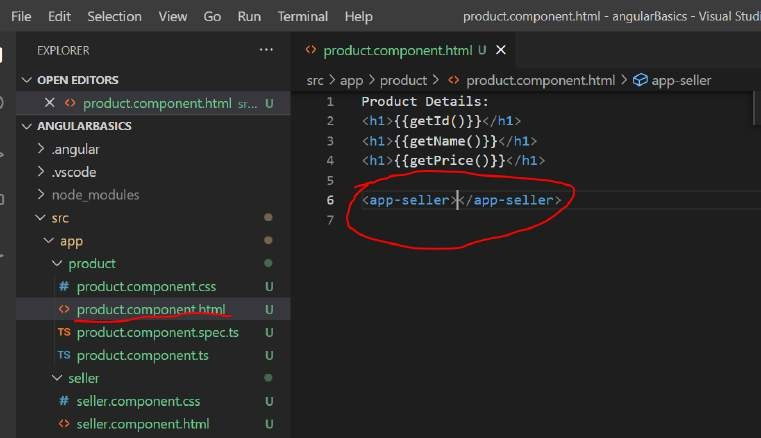 File Edit Selection View Go Run Terminal Help product.component.html - angularBasics - Visual Studi
EXPLORER ···
product.component.html U ×
OPEN EDITORS
src > app > product > <> product.component.html > app-seller
× <> product.component.html sr... U
1 Product Details:
2 <h1>{{getId()}}</h1>
3 <h1>{{getName()}}</h1>
4 <h1>{{getPrice()}}</h1>
5
6 <app-seller></app-seller>
7
ANGULARBASICS
> .angular
> .vscode
> node_modules
src
app
product
# product.component.css U
<> product.component.html U
TS product.component.spec.ts U
TS product.component.ts U
seller
# seller.component.css U
<> seller.component.html U